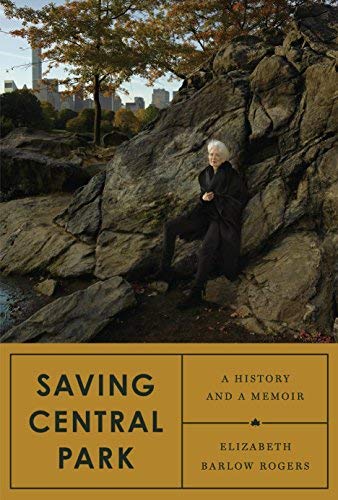 SAVING
CENTRAL
PARK
A HISTORY
AND A MEMOIR
ELIZABETH
BARLOW ROGERS